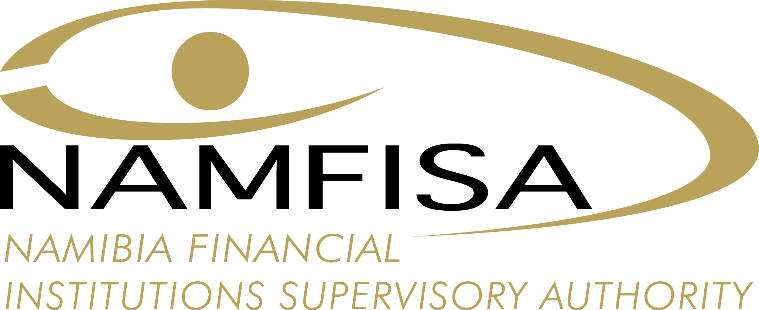 NAMFISA
NAMIBIA FINANCIAL
INSTITUTIONS SUPERVISORY AUTHORITY